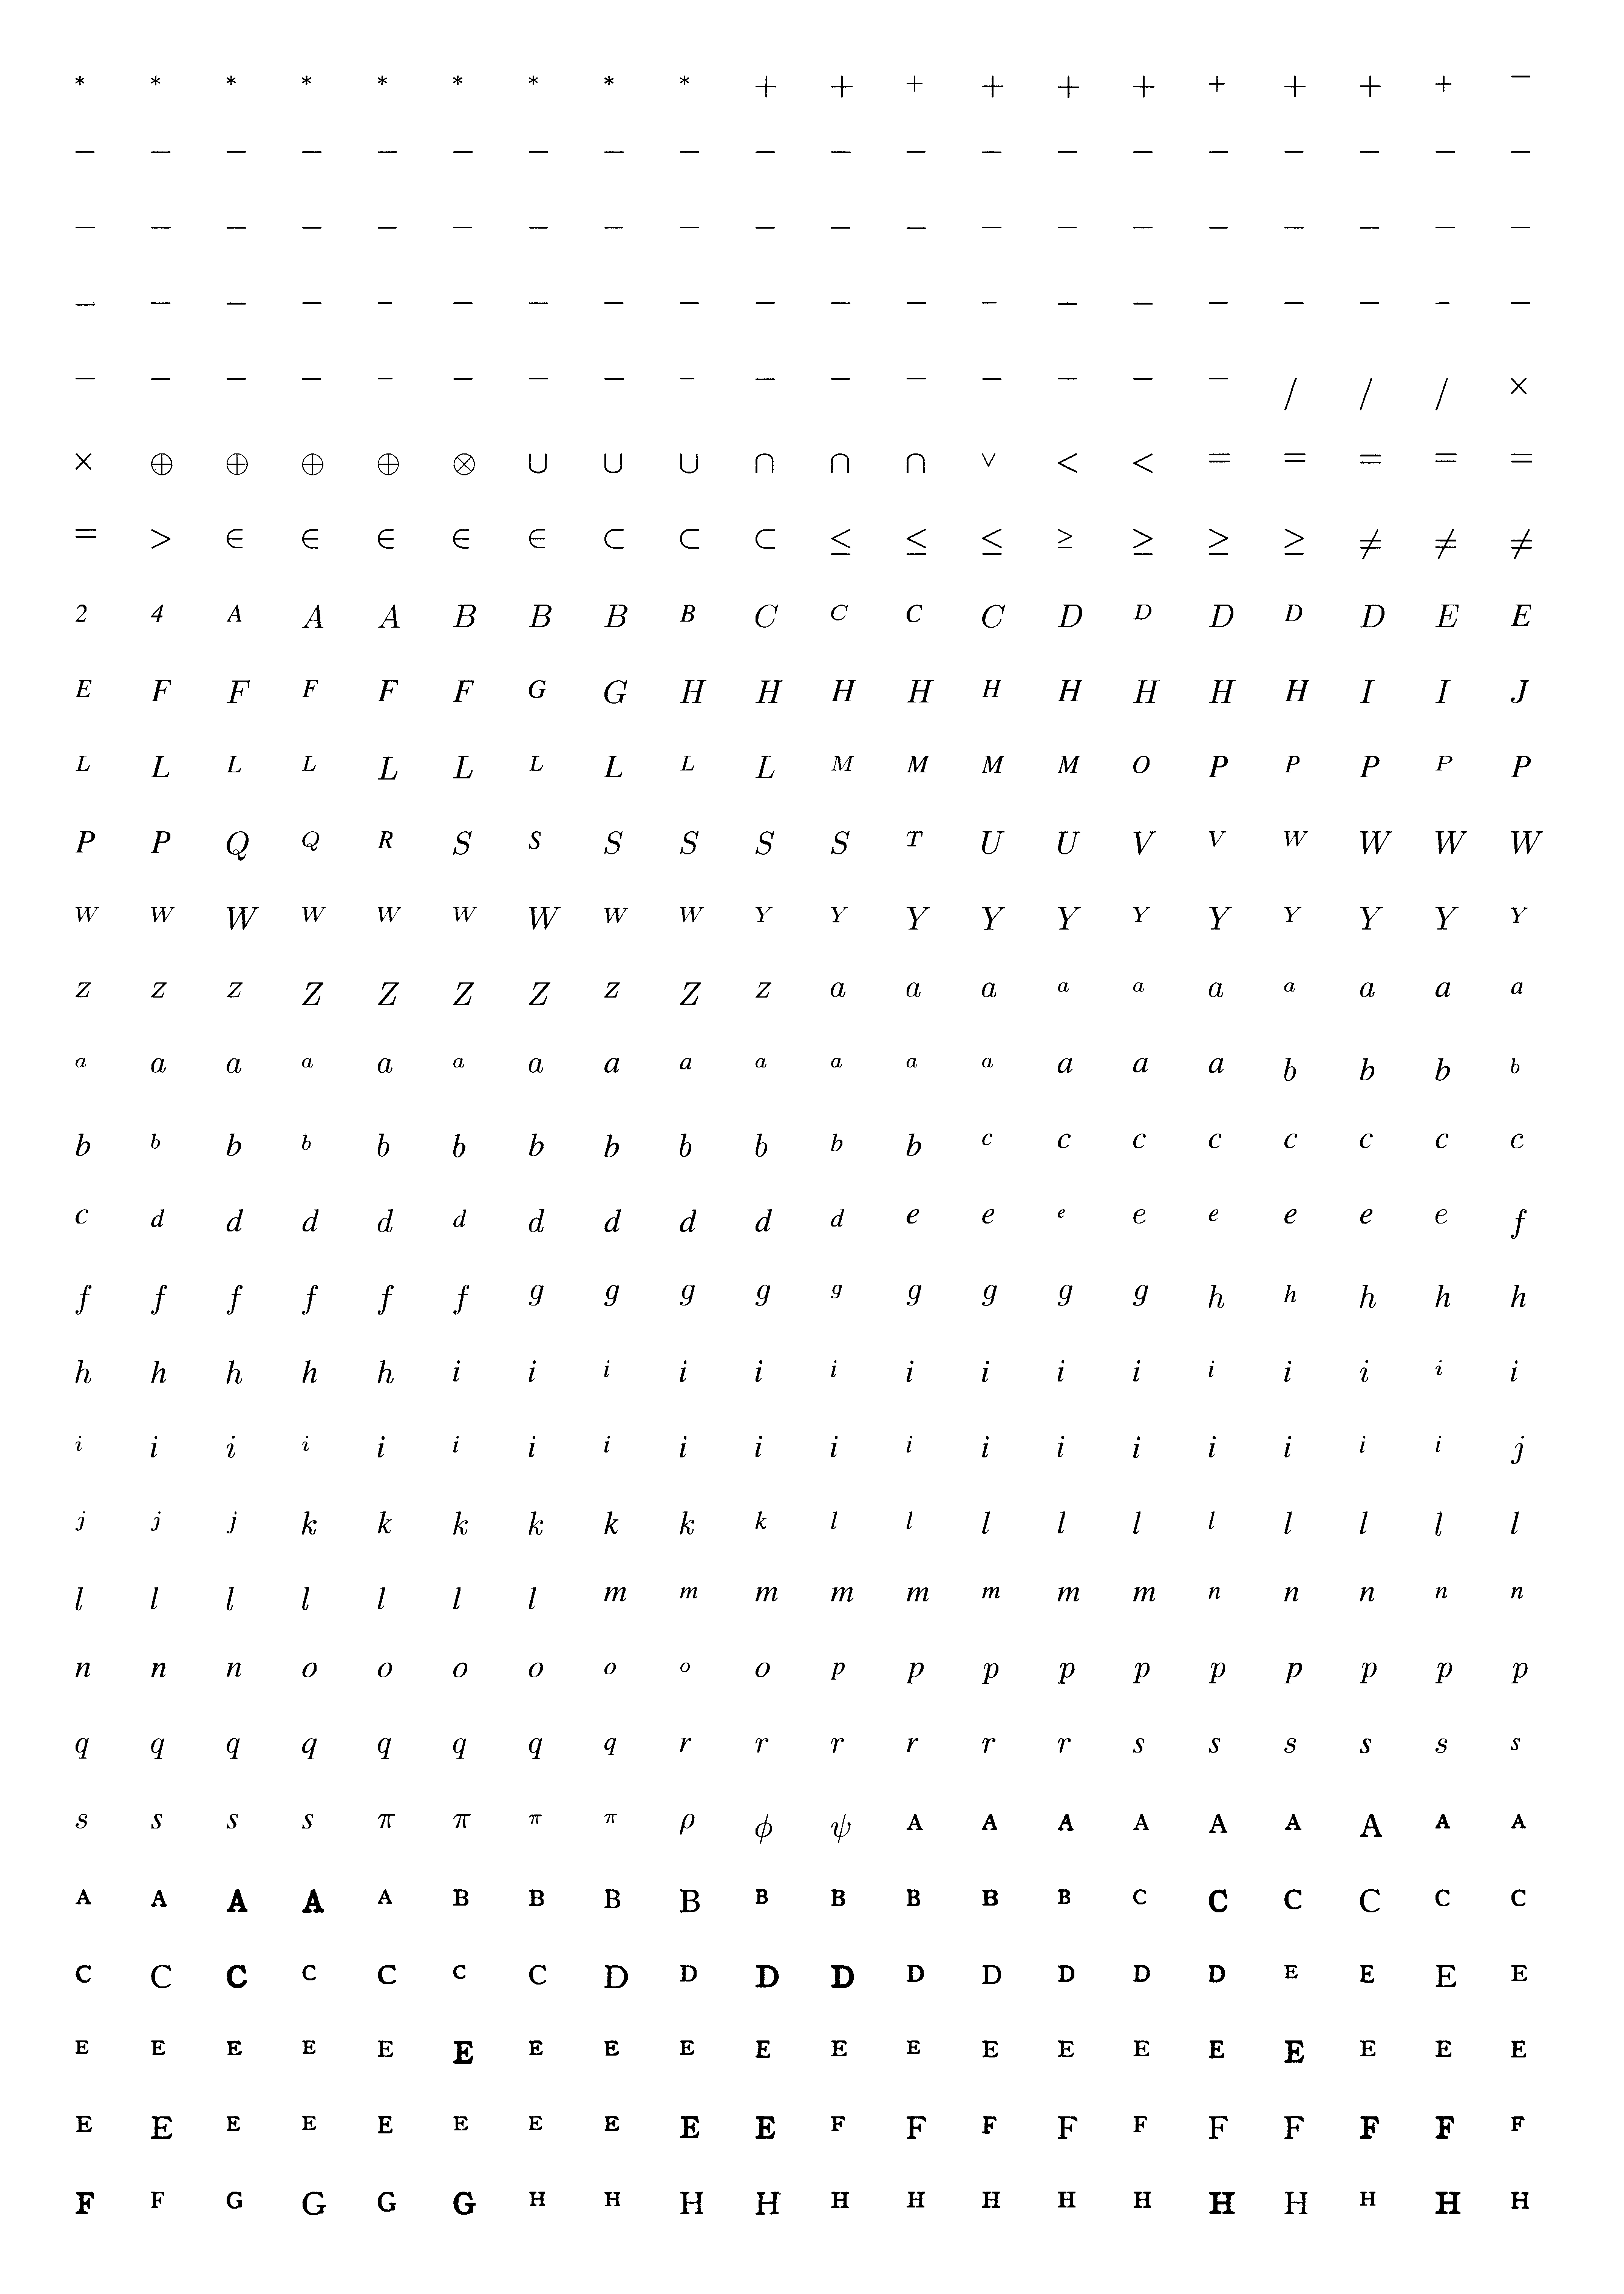 * * * * * * * * * + + + + + + + + + + −
− − − − − − − − − − − − − − − − − − − −
− − − − − − − − − − − − − − − − − − − −
− − − − − − − − − − − − − − − − − − − −
− − − − − − − − − − − − − − − − / / / ×
× ⊕ ⊕ ⊕ ⊕ ⊗ ∪ ∪ ∪ ∩ ∩ ∩ ∨ < < = = = = =
= > ∈ ∈ ∈ ∈ ∈ ⊂ ⊂ ⊂ ≤ ≤ ≤ ≥ ≥ ≥ ≥ ≠ ≠ ≠
2 4 A A A B B B B C C C C D D D D D E E
E F F F F F G G H H H H H H H H H I I J
L L L L L L L L L L M M M M O P P P P P
P P Q Q R S S S S S S T U U V V W W W W
W W W W W W W W W Y Y Y Y Y Y Y Y Y Y Y
Z Z Z Z Z Z Z Z Z Z a a a a a a a a a a
a a a a a a a a a a a a a a a a b b b b
b b b b b b b b b b b b c c c c c c c c
c d d d d d d d d d d e e e e e e e e f
f f f f f f g g g g g g g g g h h h h h
h h h h h i i i i i i i i i i i i i i i
i i i i i i i i i i i i i i i i i i i j
j j j k k k k k k k l l l l l l l l l l
l l l l l l l m m m m m m m m n n n n n
n n n o o o o o o o p p p p p p p p p p
q q q q q q q q r r r r r r s s s s s s
s s s s π π π π ρ ϕ ψ A A A A A A A A A
A A A A A B B B B B B B B B C C C C C C
C C C C C C C D D D D D D D D D E E E E
E E E E E E E E E E E E E E E E E E E E
E E E E E E E E E E F F F F F F F F F F
F F G G G G H H H H H H H H H H H H H H